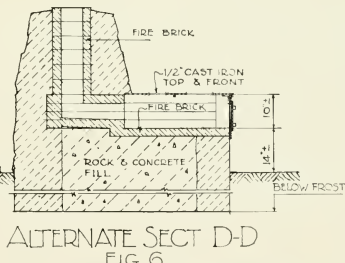 FIRE BRICK
1/2" CAST IRON
TOP & FRONT
FIRE BRICK
10"±
ROCK & CONCRETE
FILL
14"±
BELOW FROST
ALTERNATE SECT D-D
FIG 6